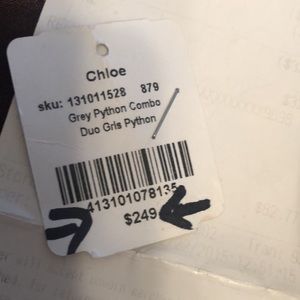 Chloe
sku: 131011528 879
Grey Python Combo
Duo Gris Python
413101078135
$249